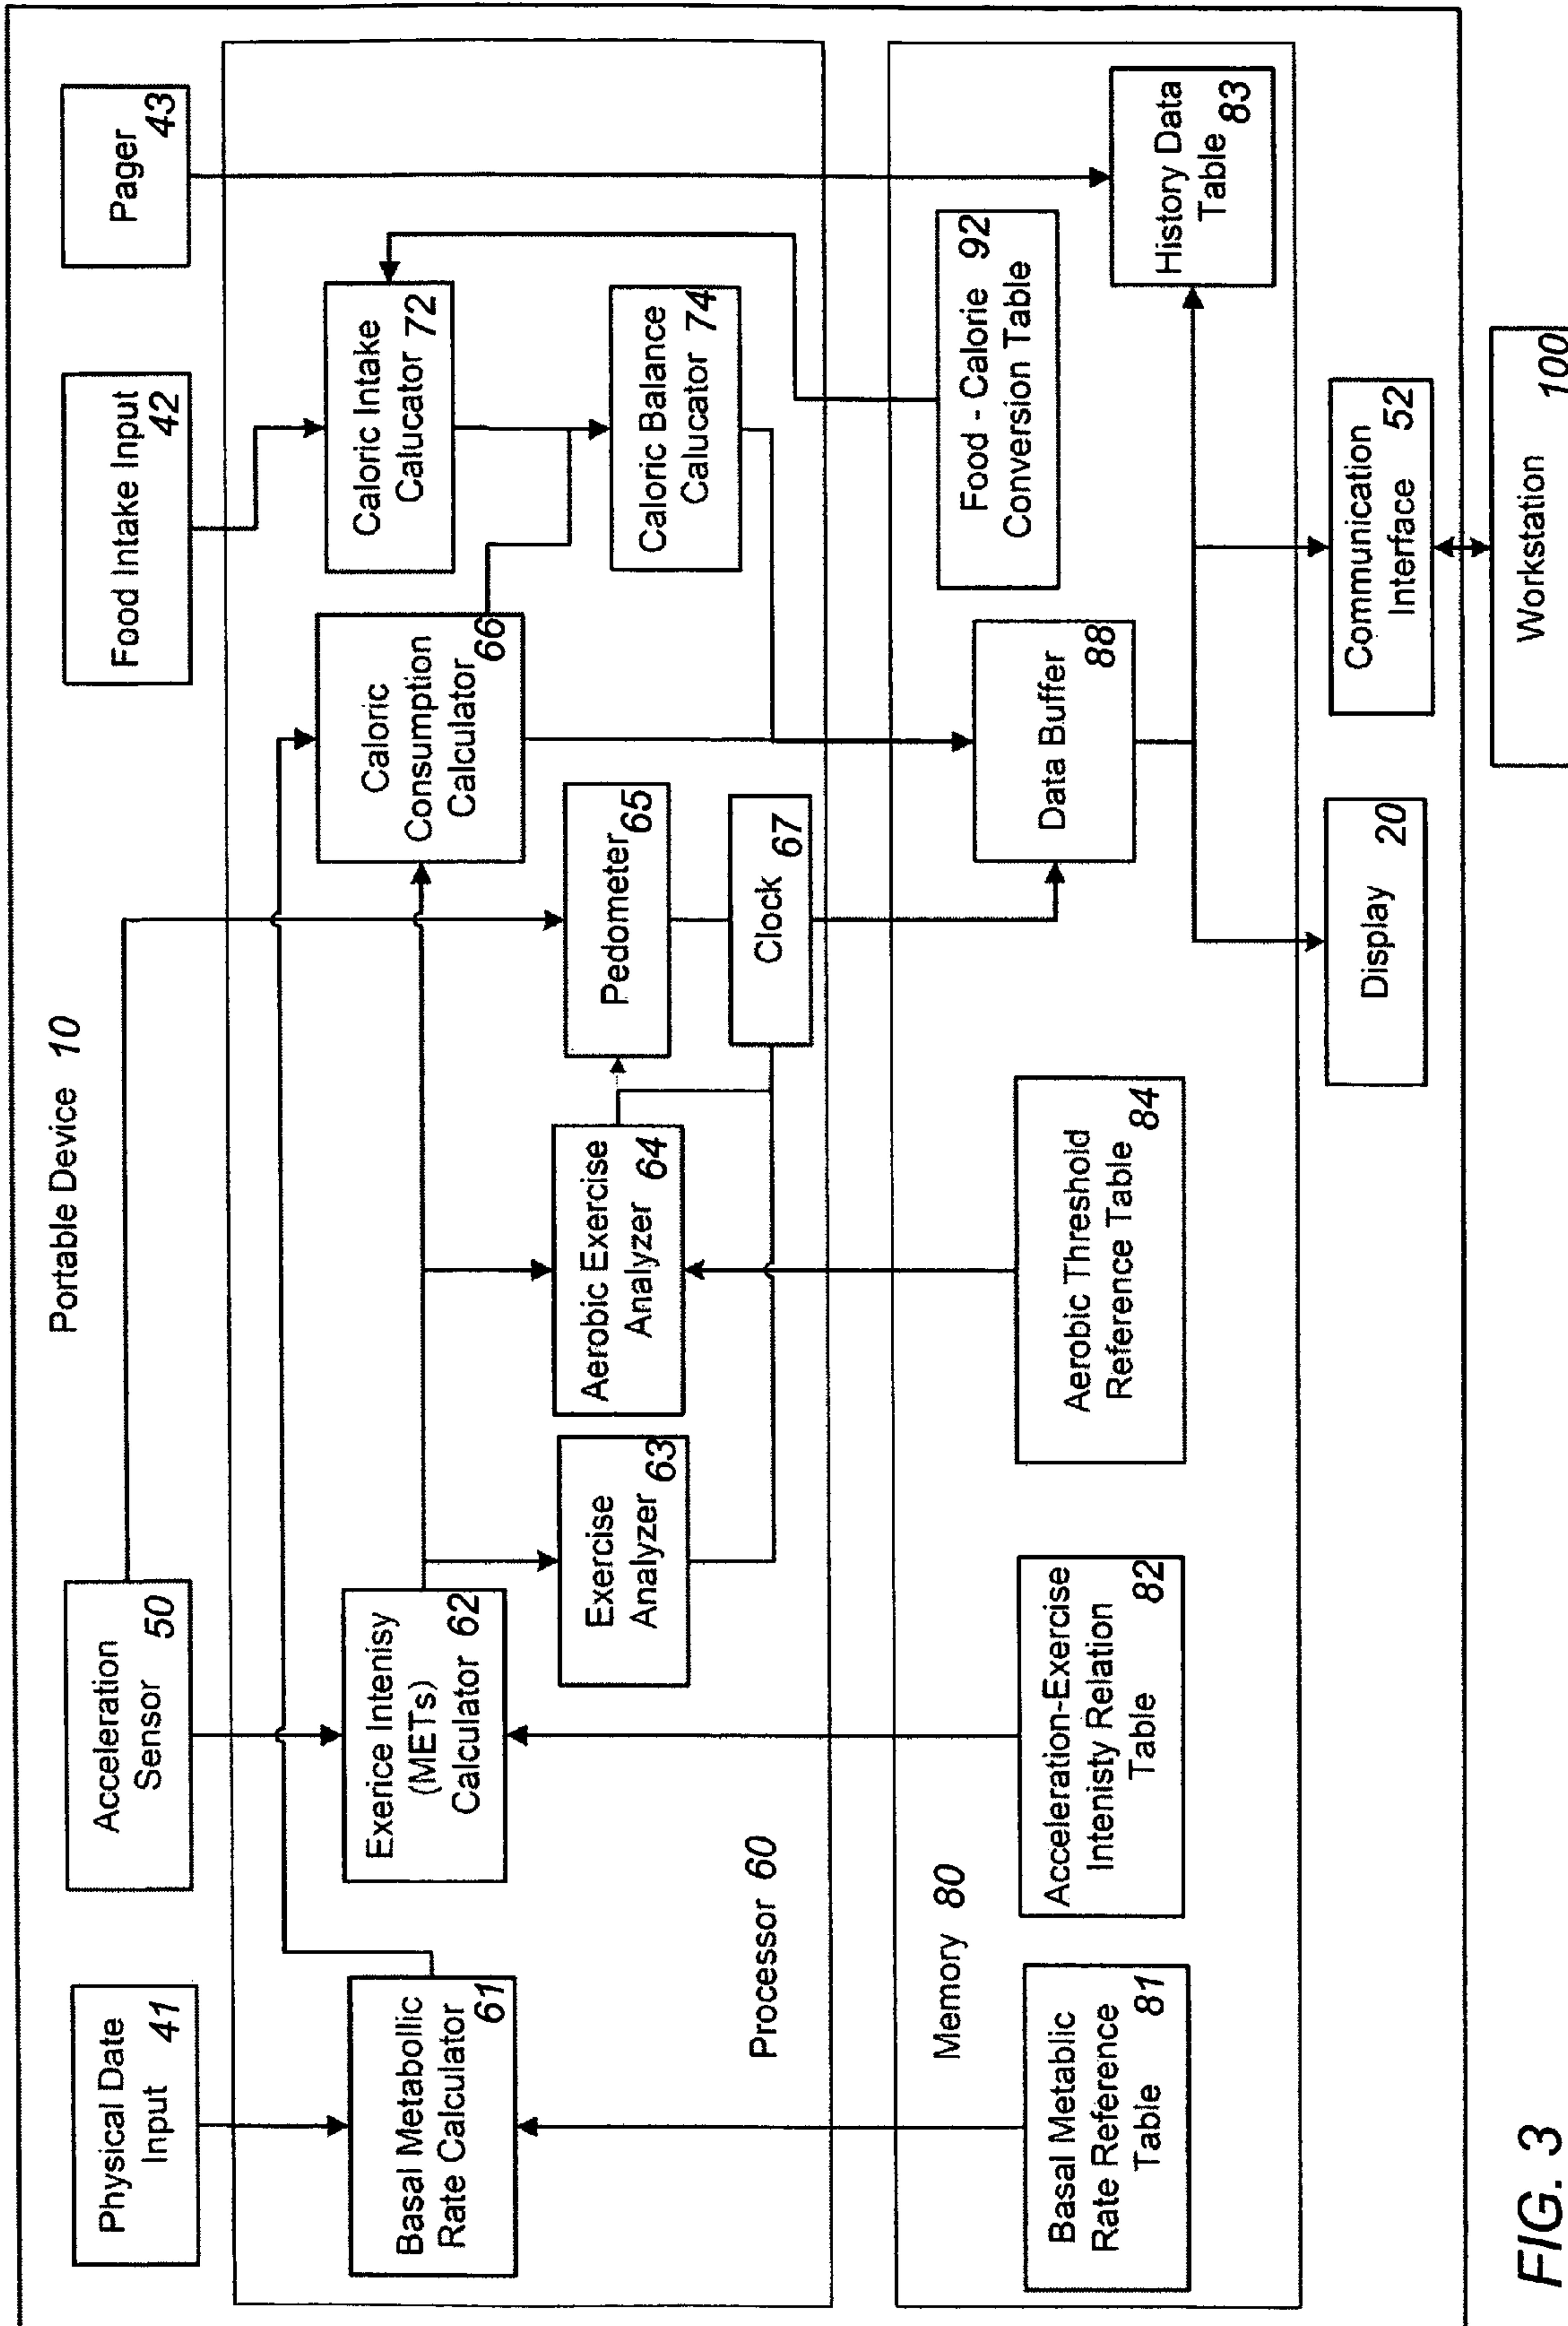 Portable Device 10
Physical Date
Input 41
Acceleration
Sensor 50
Food Intake Input
42
Pager
43
Basal Metabollic
Rate Calculator 61
Exerice Intenisy
(METs)
Calculator 62
Exercise
Analyzer 63
Aerobic Exercise
Analyzer 64
Pedometer 65
Clock 67
Caloric
Consumption
Calculator 66
Caloric Intake
Calucator 72
Caloric Balance
Calucator 74
Processor 60
Memory 80
Basal Metablic
Rate Reference
Table 81
Acceleration-Exercise
Intenisty Relation
Table 82
Aerobic Threshold
Reference Table 84
Data Buffer
88
Food - Calorie 92
Conversion Table
History Data
Table 83
Display 20
Communication
Interface 52
Workstation 100
FIG. 3